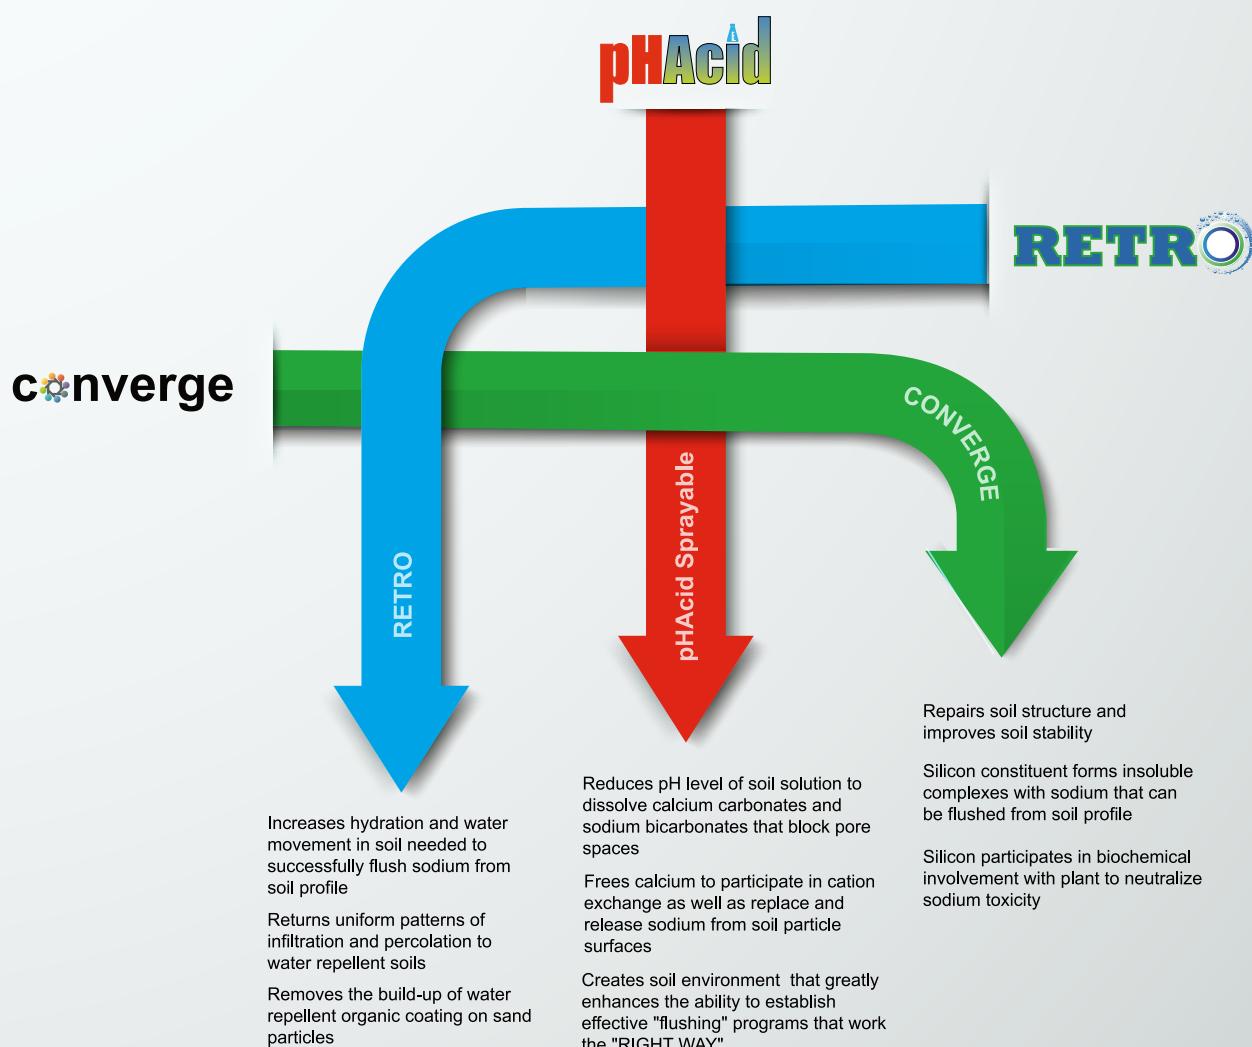 pHAcid
RETRO
converge
CONVERGE
pHAcid Sprayable
RETRO
Increases hydration and water
movement in soil needed to
successfully flush sodium from
soil profile
Returns uniform patterns of
infiltration and percolation to
water repellent soils
Removes the build-up of water
repellent organic coating on sand
particles
Reduces pH level of soil solution to
dissolve calcium carbonates and
sodium bicarbonates that block pore
spaces
Frees calcium to participate in cation
exchange as well as replace and
release sodium from soil particle
surfaces
Creates soil environment  that greatly
enhances the ability to establish
effective "flushing" programs that work
the "RIGHT WAY"
Repairs soil structure and
improves soil stability
Silicon constituent forms insoluble
complexes with sodium that can
be flushed from soil profile
Silicon participates in biochemical
involvement with plant to neutralize
sodium toxicity